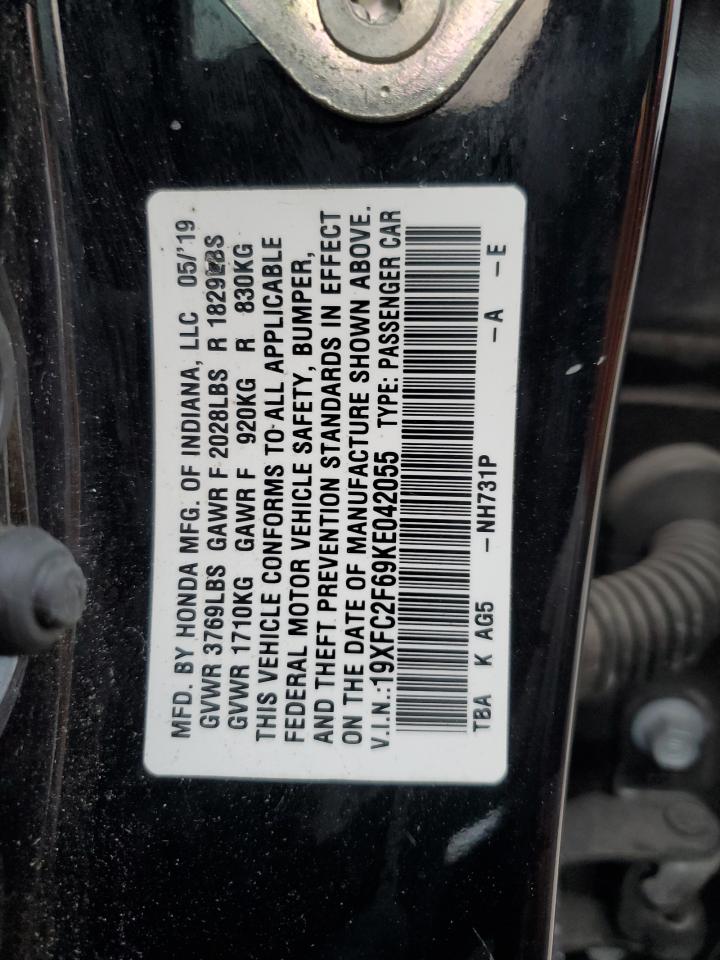 MFD. BY HONDA MFG. OF INDIANA, LLC 05/'19
GVWR 3769LBS GAWR F 2028LBS R 1829LBS
GVWR 1710KG GAWR F 920KG R 830KG
THIS VEHICLE CONFORMS TO ALL APPLICABLE
FEDERAL MOTOR VEHICLE SAFETY, BUMPER,
AND THEFT PREVENTION STANDARDS IN EFFECT
ON THE DATE OF MANUFACTURE SHOWN ABOVE.
V.I.N.:19XFC2F69KE042055 TYPE: PASSENGER CAR
TBA K AG5 -NH731P -A -E